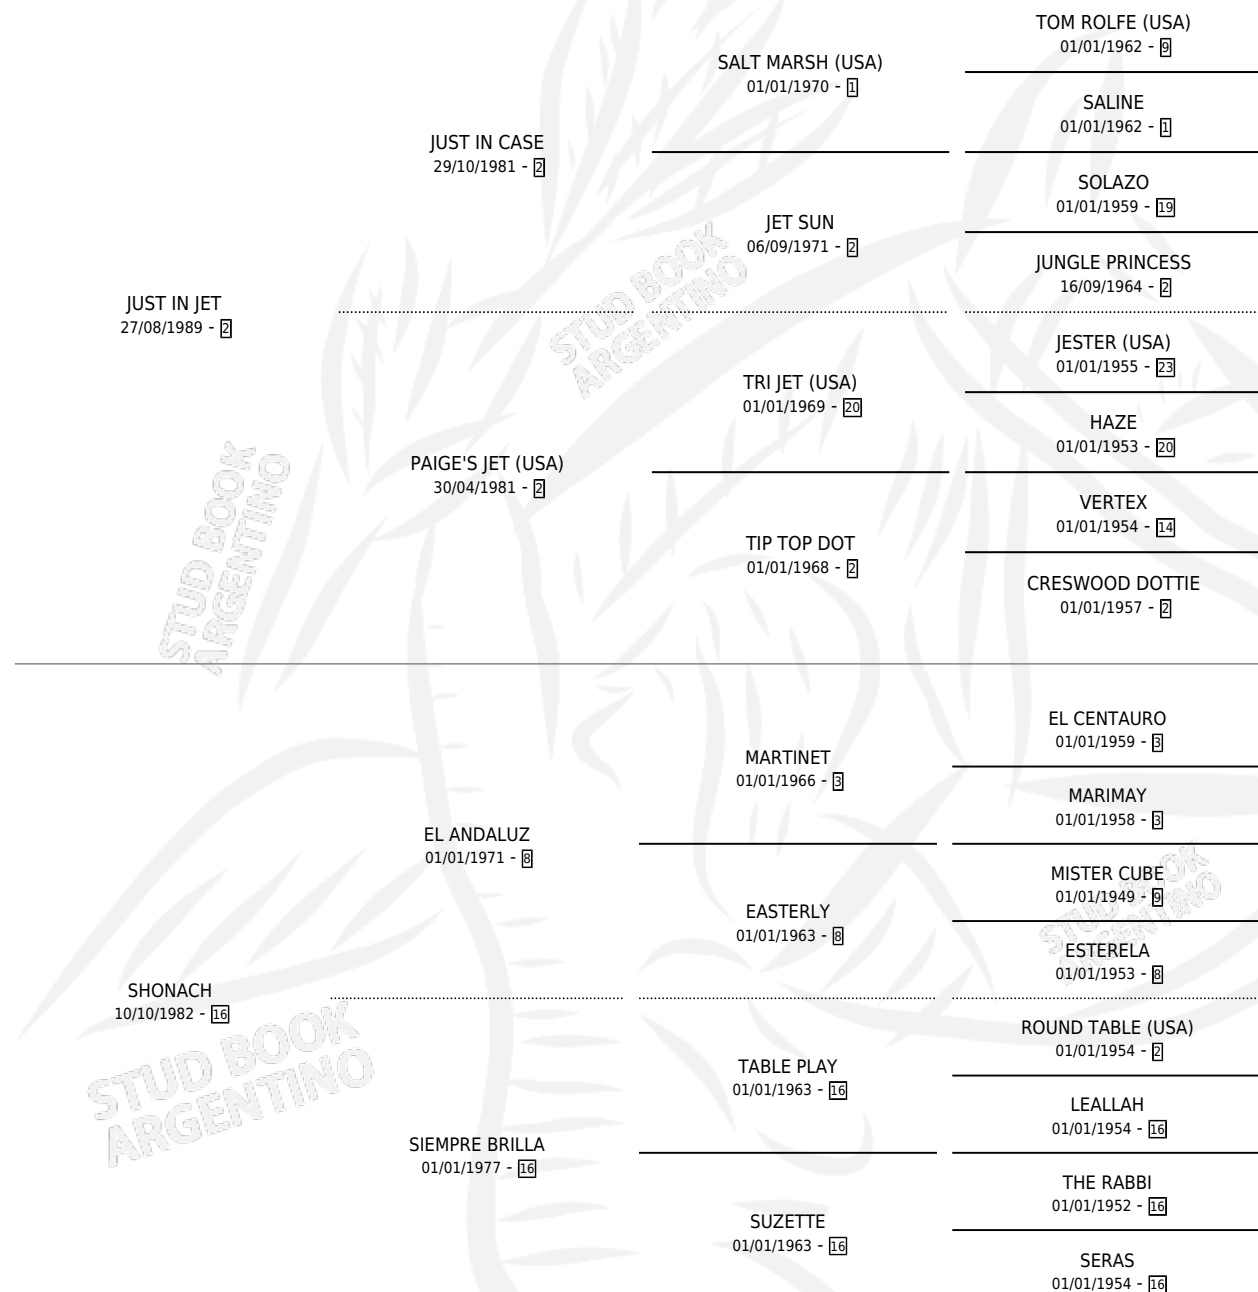 TOM ROLFE (USA)
01/01/1962 - 9
SALT MARSH (USA)
01/01/1970 - 1
SALINE
01/01/1962 - 1
JUST IN CASE
29/10/1981 - 2
SOLAZO
01/01/1959 - 19
JET SUN
06/09/1971 - 2
JUNGLE PRINCESS
16/09/1964 - 2
JUST IN JET
27/08/1989 - 2
JESTER (USA)
01/01/1955 - 23
TRI JET (USA)
01/01/1969 - 20
HAZE
01/01/1953 - 20
PAIGE'S JET (USA)
30/04/1981 - 2
VERTEX
01/01/1954 - 14
TIP TOP DOT
01/01/1968 - 2
CRESWOOD DOTTIE
01/01/1957 - 2
STUD BOOK
ARGENTINO
STUD BOOK
ARGENTINO
EL CENTAURO
01/01/1959 - 3
MARTINET
01/01/1966 - 3
MARIMAY
01/01/1958 - 3
EL ANDALUZ
01/01/1971 - 8
MISTER CUBE
01/01/1949 - 9
EASTERLY
01/01/1963 - 8
ESTERELA
01/01/1953 - 8
SHONACH
10/10/1982 - 16
ROUND TABLE (USA)
01/01/1954 - 2
TABLE PLAY
01/01/1963 - 16
LEALLAH
01/01/1954 - 16
SIEMPRE BRILLA
01/01/1977 - 16
THE RABBI
01/01/1952 - 16
SUZETTE
01/01/1963 - 16
SERAS
01/01/1954 - 16
STUD BOOK
ARGENTINO
STUD BOOK
ARGENTINO